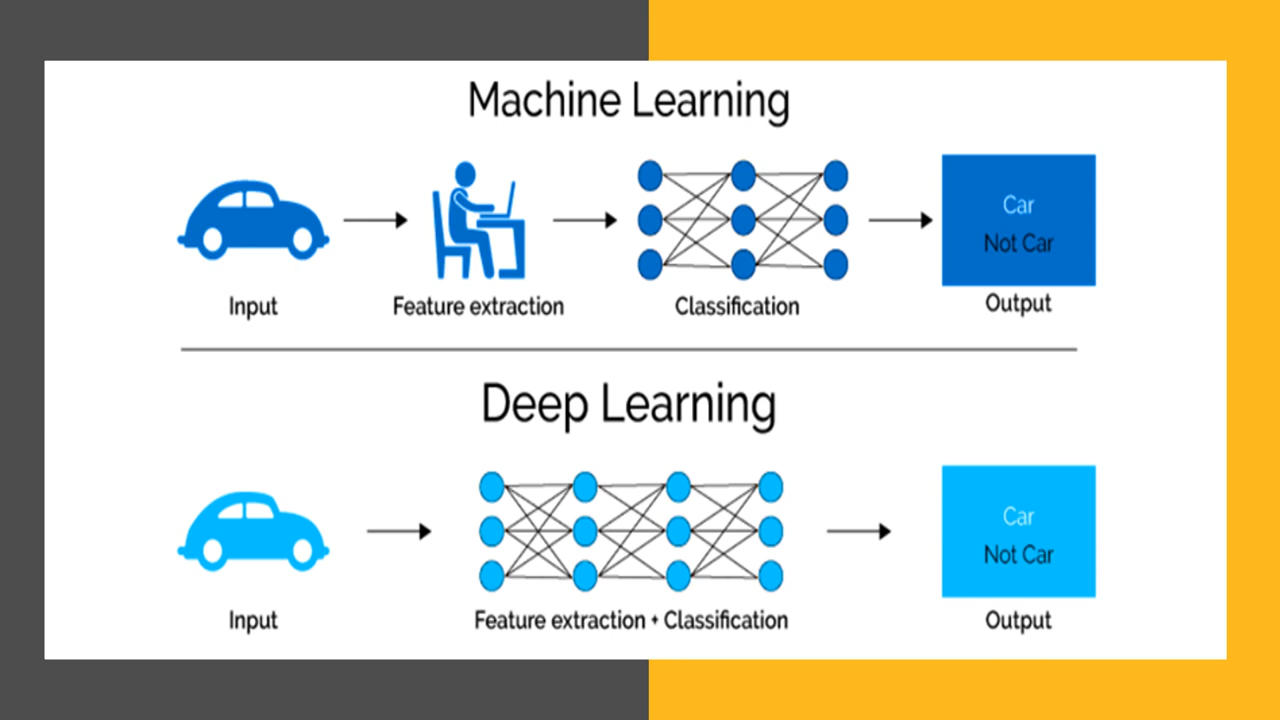 Machine Learning
Car
Not Car
Input
Feature extraction
Classification
Output
Deep Learning
Car
Not Car
Input
Feature extraction + Classification
Output